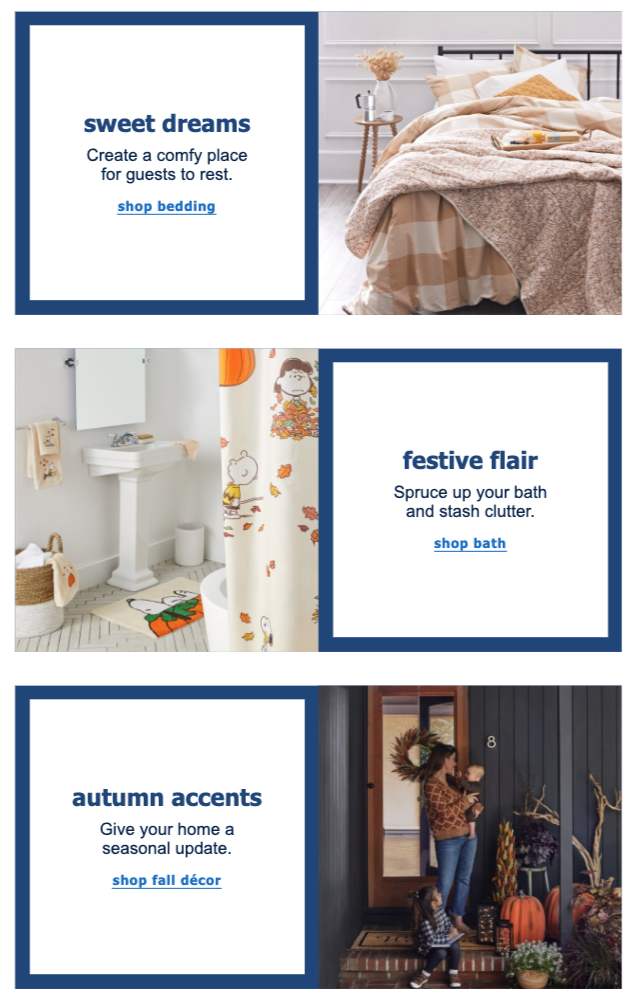 sweet dreams
Create a comfy place
for guests to rest.
shop bedding
festive flair
Spruce up your bath
and stash clutter.
shop bath
autumn accents
Give your home a
seasonal update.
shop fall décor
8